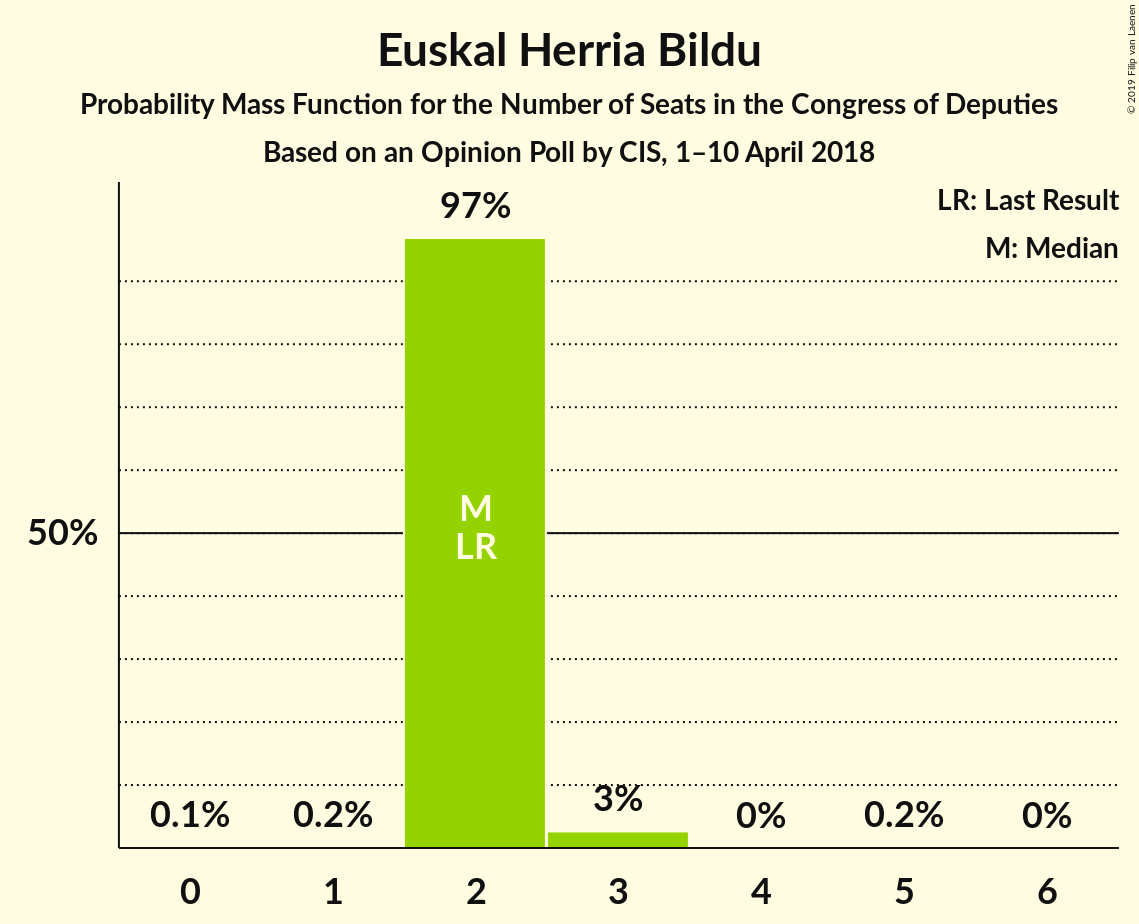 Euskal Herria Bildu
Probability Mass Function for the Number of Seats in the Congress of Deputies
Based on an Opinion Poll by CIS, 1–10 April 2018
© 2019 Filip van Laenen
LR: Last Result
M: Median
97%
50%
M
LR
0.1%
0.2%
3%
0%
0.2%
0%
0
1
2
3
4
5
6